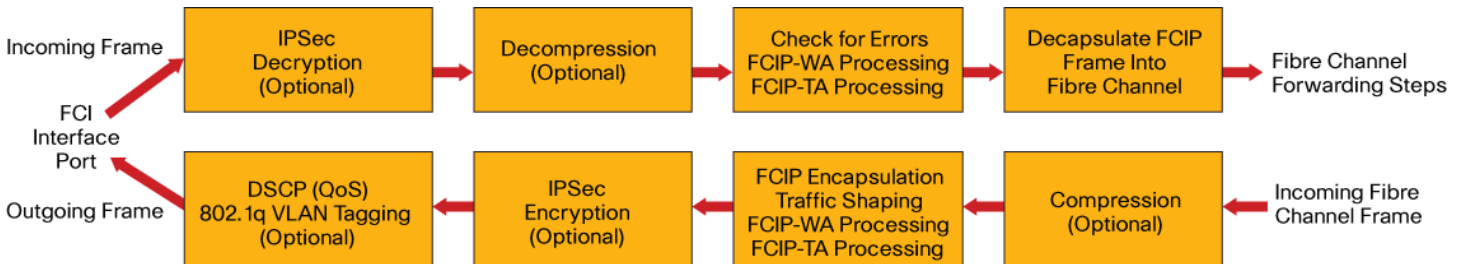 Incoming Frame
FCI
Interface
Port
Outgoing Frame
IPSec
Decryption
(Optional)
Decompression
(Optional)
Check for Errors
FCIP-WA Processing
FCIP-TA Processing
Decapsulate FCIP
Frame Into
Fibre Channel
Fibre Channel
Forwarding Steps
DSCP (QoS)
802.1q VLAN Tagging
(Optional)
IPSec
Encryption
(Optional)
FCIP Encapsulation
Traffic Shaping
FCIP-WA Processing
FCIP-TA Processing
Compression
(Optional)
Incoming Fibre
Channel Frame